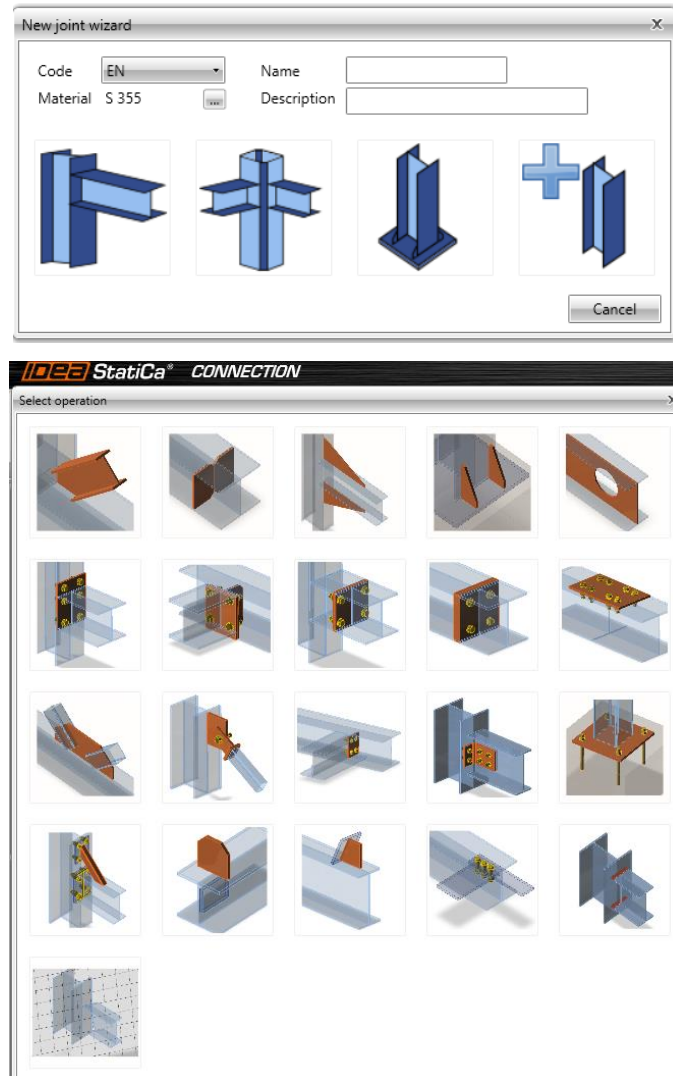 New joint wizard x
Code EN Name
Material S 355 ... Description
Cancel
IDEA StatiCa® CONNECTION
Select operation